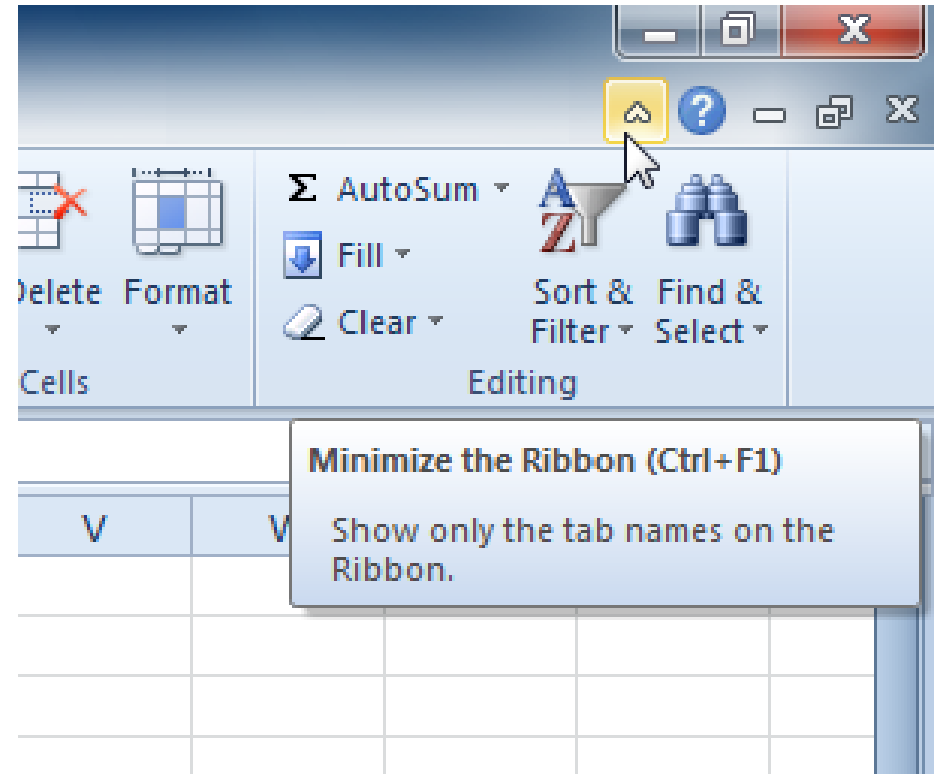 ?
Σ AutoSum
A
Z
Fill
Clear
Delete
Format
Sort &
Filter
Find &
Select
Cells
Editing
Minimize the Ribbon (Ctrl+F1)
Show only the tab names on the
Ribbon.
V